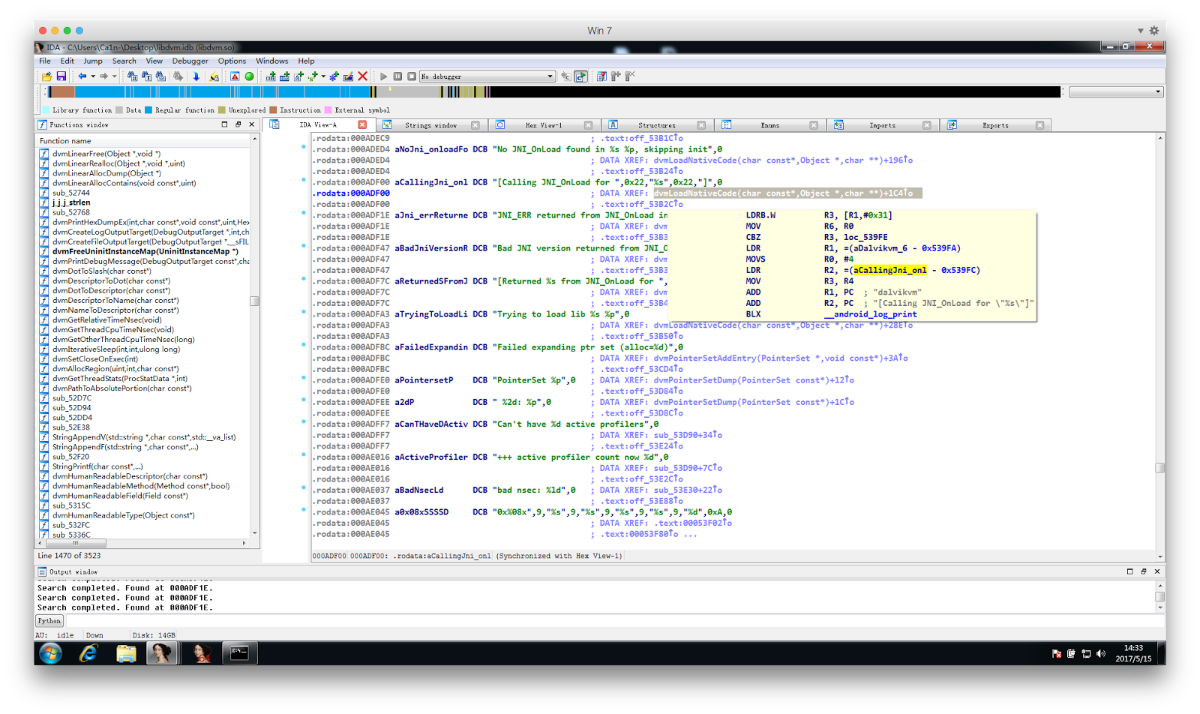 Win 7
IDA - C:\Users\Ca1n-\Desktop\libdvm.idb (libdvm.so)
File Edit Jump Search View Debugger Options Windows Help
No debugger
Library function Data Regular function Unexplored Instruction External symbol
Functions window
IDA View-A Strings window Hex View-1 Structures Enums Imports Exports
Function name
dvmLinearFree(Object *,void *)
dvmLinearRealloc(Object *,void *,uint)
dvmLinearAllocDump(Object *)
dvmLinearAllocContains(void const*,uint)
sub_52744
j_j_j_strlen
sub_52768
dvmPrintHexDumpEx(int,char const*,void const*,uint,Hex
dvmCreateLogOutputTarget(DebugOutputTarget *,int,ch
dvmCreateFileOutputTarget(DebugOutputTarget *,__sFIL
dvmFreeUninitInstanceMap(UninitInstanceMap *)
dvmPrintDebugMessage(DebugOutputTarget const*,cha
dvmDotToSlash(char const*)
dvmDescriptorToDot(char const*)
dvmDotToDescriptor(char const*)
dvmDescriptorToName(char const*)
dvmNameToDescriptor(char const*)
dvmGetRelativeTimeNsec(void)
dvmGetThreadCpuTimeNsec(void)
dvmGetOtherThreadCpuTimeNsec(long)
dvmIterativeSleep(int,int,ulong long)
dvmSetCloseOnExec(int)
dvmAllocRegion(uint,int,char const*)
dvmGetThreadStats(ProcStatData *,int)
dvmPathToAbsolutePortion(char const*)
sub_52D7C
sub_52D94
sub_52DD4
sub_52E38
StringAppendV(std::string *,char const*,std::__va_list)
StringAppendF(std::string *,char const*,...)
sub_52F20
StringPrintf(char const*,...)
dvmHumanReadableDescriptor(char const*)
dvmHumanReadableMethod(Method const*,bool)
dvmHumanReadableField(Field const*)
sub_5315C
dvmHumanReadableType(Object const*)
sub_532FC
sub_5336C
Line 1470 of 3523
.rodata:000ADEC9 ; .text:off_53B1C↑o
.rodata:000ADED4 aNoJni_onloadFo DCB "No JNI_OnLoad found in %s %p, skipping init",0
.rodata:000ADED4 ; DATA XREF: dvmLoadNativeCode(char const*,Object *,char **)+196↑o
.rodata:000ADED4 ; .text:off_53B24↑o
.rodata:000ADF00 aCallingJni_onl DCB "[Calling JNI_OnLoad for ",0x22,"%s",0x22,"]",0
.rodata:000ADF00 ; DATA XREF: dvmLoadNativeCode(char const*,Object *,char **)+1C4↑o
.rodata:000ADF00 ; .text:off_53B2C↑o
.rodata:000ADF1E aJni_errReturne DCB "JNI_ERR returned from JNI_OnLoad in
.rodata:000ADF1E ; DATA XREF: dvm
.rodata:000ADF1E ; .text:off_53B3
.rodata:000ADF4E aBadJniVersionR DCB "Bad JNI version returned from JNI_O
.rodata:000ADF4E ; DATA XREF: dvm
.rodata:000ADF4E ; .text:off_53B3
.rodata:000ADF7C aReturnedSFromJ DCB "[Returned %s from JNI_OnLoad for ",
.rodata:000ADF7C ; DATA XREF: dvm
.rodata:000ADF7C ; .text:off_53B4
.rodata:000ADFA3 aTryingToLoadLi DCB "Trying to load lib %s %p",0
.rodata:000ADFA3 ; DATA XREF: dvmLoadNativeCode(char const*,Object *,char **)+28E↑o
.rodata:000ADFA3 ; .text:off_53B50↑o
.rodata:000ADFBC aFailedExpandin DCB "Failed expanding ptr set (alloc=%d)",0
.rodata:000ADFBC ; DATA XREF: dvmPointerSetAddEntry(PointerSet *,void const*)+3A↑o
.rodata:000ADFBC ; .text:off_53CD4↑o
.rodata:000ADFE0 aPointersetP DCB "PointerSet %p",0 ; DATA XREF: dvmPointerSetDump(PointerSet const*)+12↑o
.rodata:000ADFE0 ; .text:off_53D84↑o
.rodata:000ADFEE a2dP DCB " %2d: %p",0 ; DATA XREF: dvmPointerSetDump(PointerSet const*)+1C↑o
.rodata:000ADFEE ; .text:off_53D8C↑o
.rodata:000ADFF7 aCanTHaveDActiv DCB "Can't have %d active profilers",0
.rodata:000ADFF7 ; DATA XREF: sub_53D90+34↑o
.rodata:000ADFF7 ; .text:off_53E24↑o
.rodata:000AE016 aActiveProfiler DCB "+++ active profiler count now %d",0
.rodata:000AE016 ; DATA XREF: sub_53D90+7C↑o
.rodata:000AE016 ; .text:off_53E2C↑o
.rodata:000AE037 aBadNsecLd DCB "bad nsec: %ld",0 ; DATA XREF: sub_53E30+22↑o
.rodata:000AE037 ; .text:off_53E88↑o
.rodata:000AE045 a0x08xSSSSD DCB "0x%08x",9,"%s",9,"%s",9,"%s",9,"%s",9,"%d",0xA,0
.rodata:000AE045 ; DATA XREF: .text:00053F02↑o
.rodata:000AE045 ; .text:00053F80↑o ...
LDRB.W R3, [R1,#0x31]
MOV R6, R0
CBZ R3, loc_539FE
LDR R1, =(aDalvikvm_6 - 0x539FA)
MOVS R0, #4
LDR R2, =(aCallingJni_onl - 0x539FC)
MOV R3, R4
ADD R1, PC ; "dalvikvm"
ADD R2, PC ; "[Calling JNI_OnLoad for \"%s\"]"
BLX __android_log_print
000ADF00 000ADF00: .rodata:aCallingJni_onl (Synchronized with Hex View-1)
Output window
Search completed. Found at 000ADF1E.
Search completed. Found at 000ADF1E.
Search completed. Found at 000ADF1E.
Python
AU: idle Down Disk: 14GB
14:33
2017/5/15